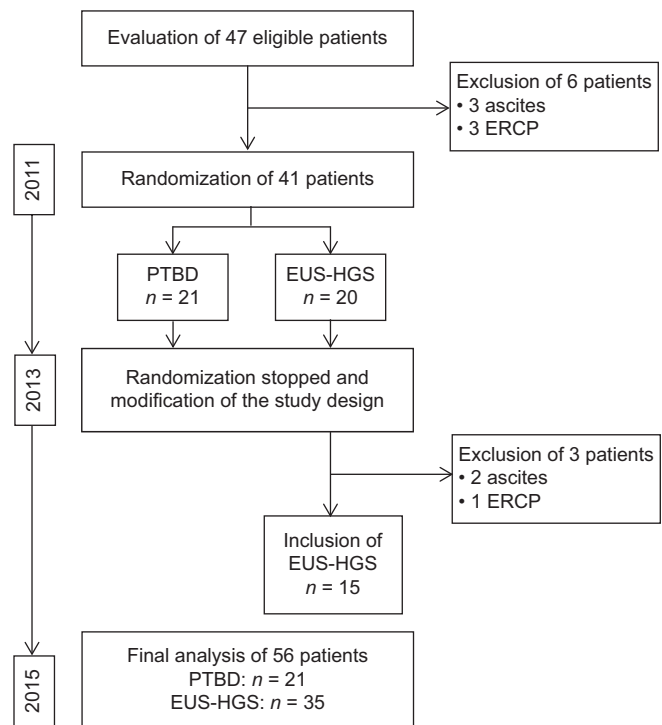 Evaluation of 47 eligible patients
Exclusion of 6 patients
• 3 ascites
• 3 ERCP
2011
Randomization of 41 patients
PTBD
n = 21
EUS-HGS
n = 20
2013
Randomization stopped and
modification of the study design
Exclusion of 3 patients
• 2 ascites
• 1 ERCP
Inclusion of
EUS-HGS
n = 15
2015
Final analysis of 56 patients
PTBD: n = 21
EUS-HGS: n = 35